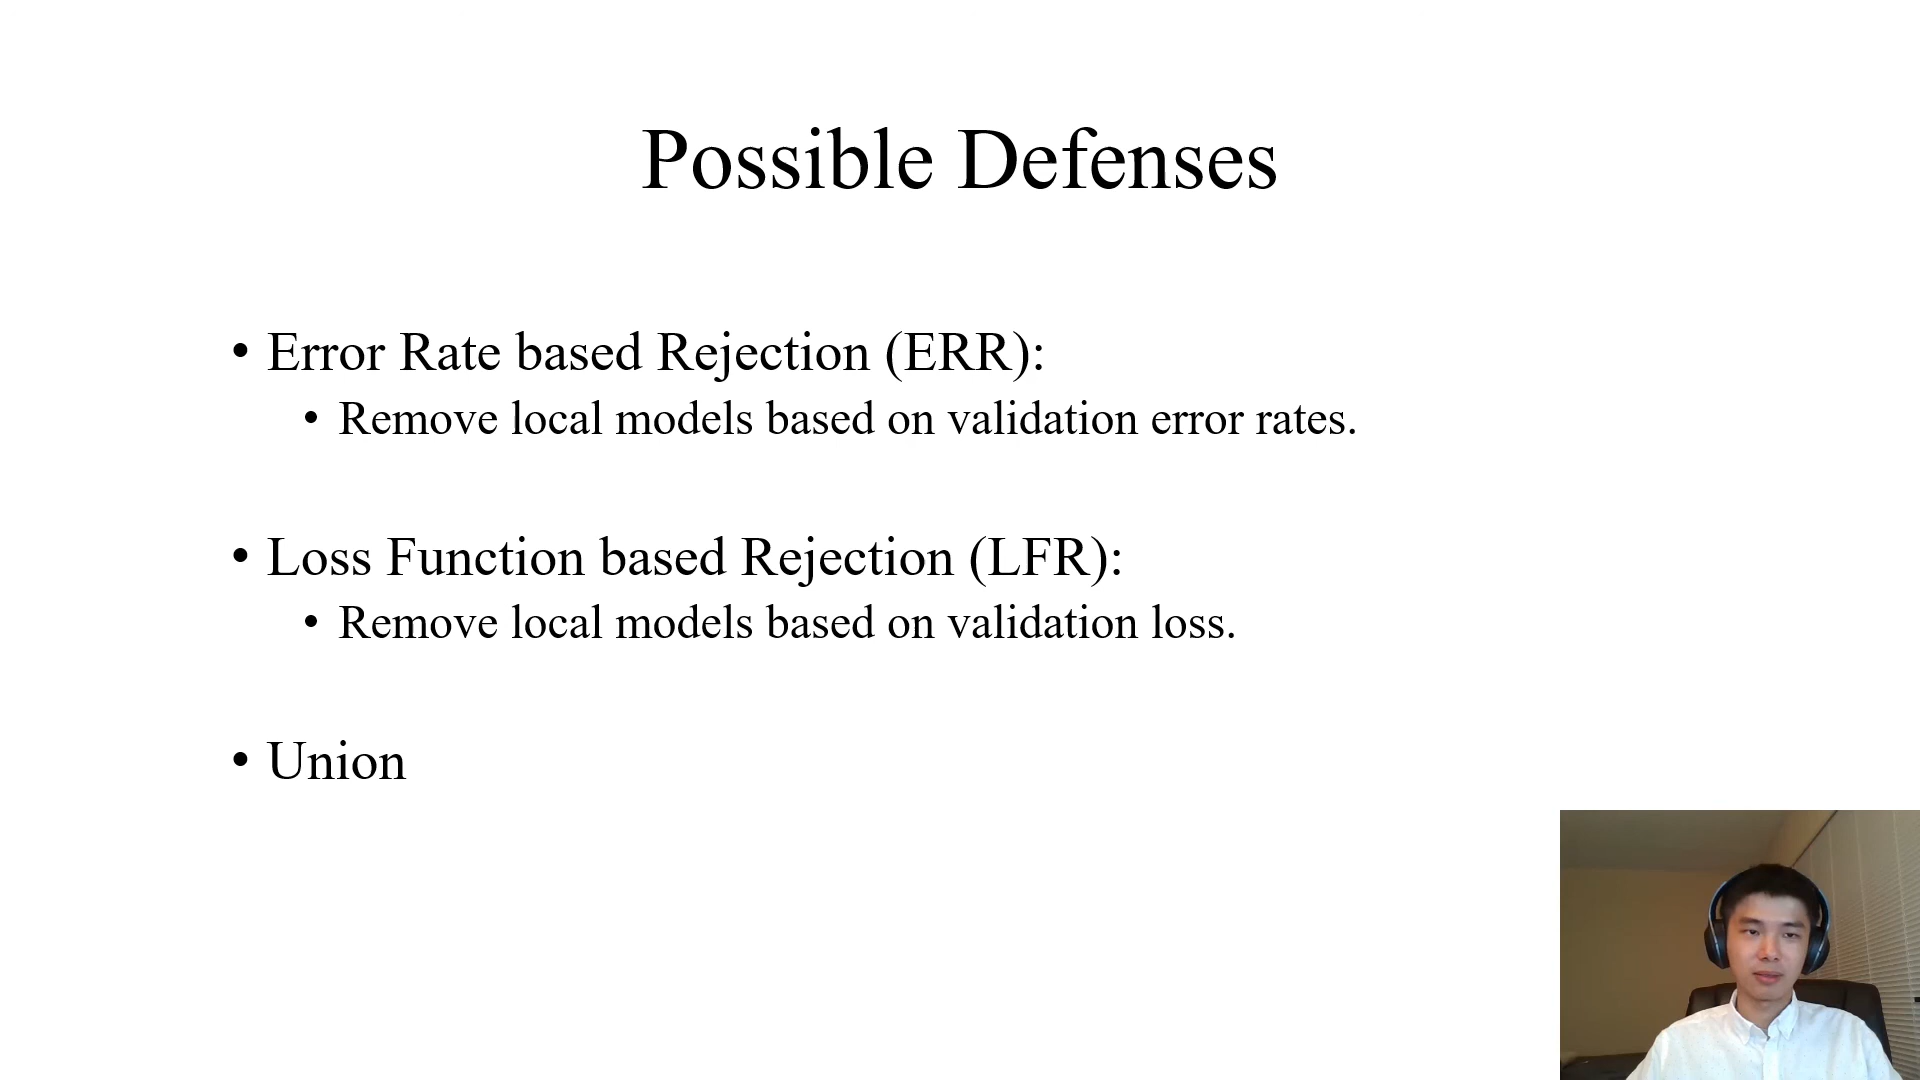 Possible Defenses
• Error Rate based Rejection (ERR):
• Remove local models based on validation error rates.
• Loss Function based Rejection (LFR):
• Remove local models based on validation loss.
• Union